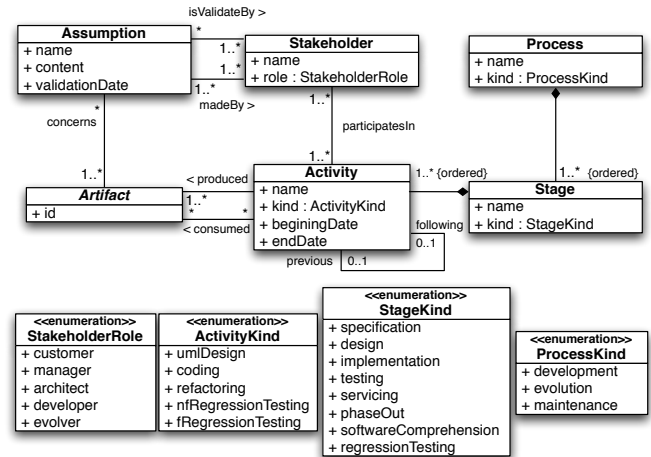 isValidateBy >
Assumption
+ name
+ content
+ validationDate
*
1..*
*
1..*
1..*
madeBy >
Stakeholder
+ name
+ role : StakeholderRole
Process
+ name
+ kind : ProcessKind
*
concerns
1..*
1..*
participatesIn
1..*
1..*
{ordered}
Artifact
+ id
< produced
1..*
*
*
< consumed
Activity
+ name
+ kind : ActivityKind
+ beginingDate
+ endDate
1..* {ordered}
Stage
+ name
+ kind : StageKind
following
0..1
previous
0..1
<<enumeration>>
StakeholderRole
+ customer
+ manager
+ architect
+ developer
+ evolver
<<enumeration>>
ActivityKind
+ umlDesign
+ coding
+ refactoring
+ nfRegressionTesting
+ fRegressionTesting
<<enumeration>>
StageKind
+ specification
+ design
+ implementation
+ testing
+ servicing
+ phaseOut
+ softwareComprehension
+ regressionTesting
<<enumeration>>
ProcessKind
+ development
+ evolution
+ maintenance